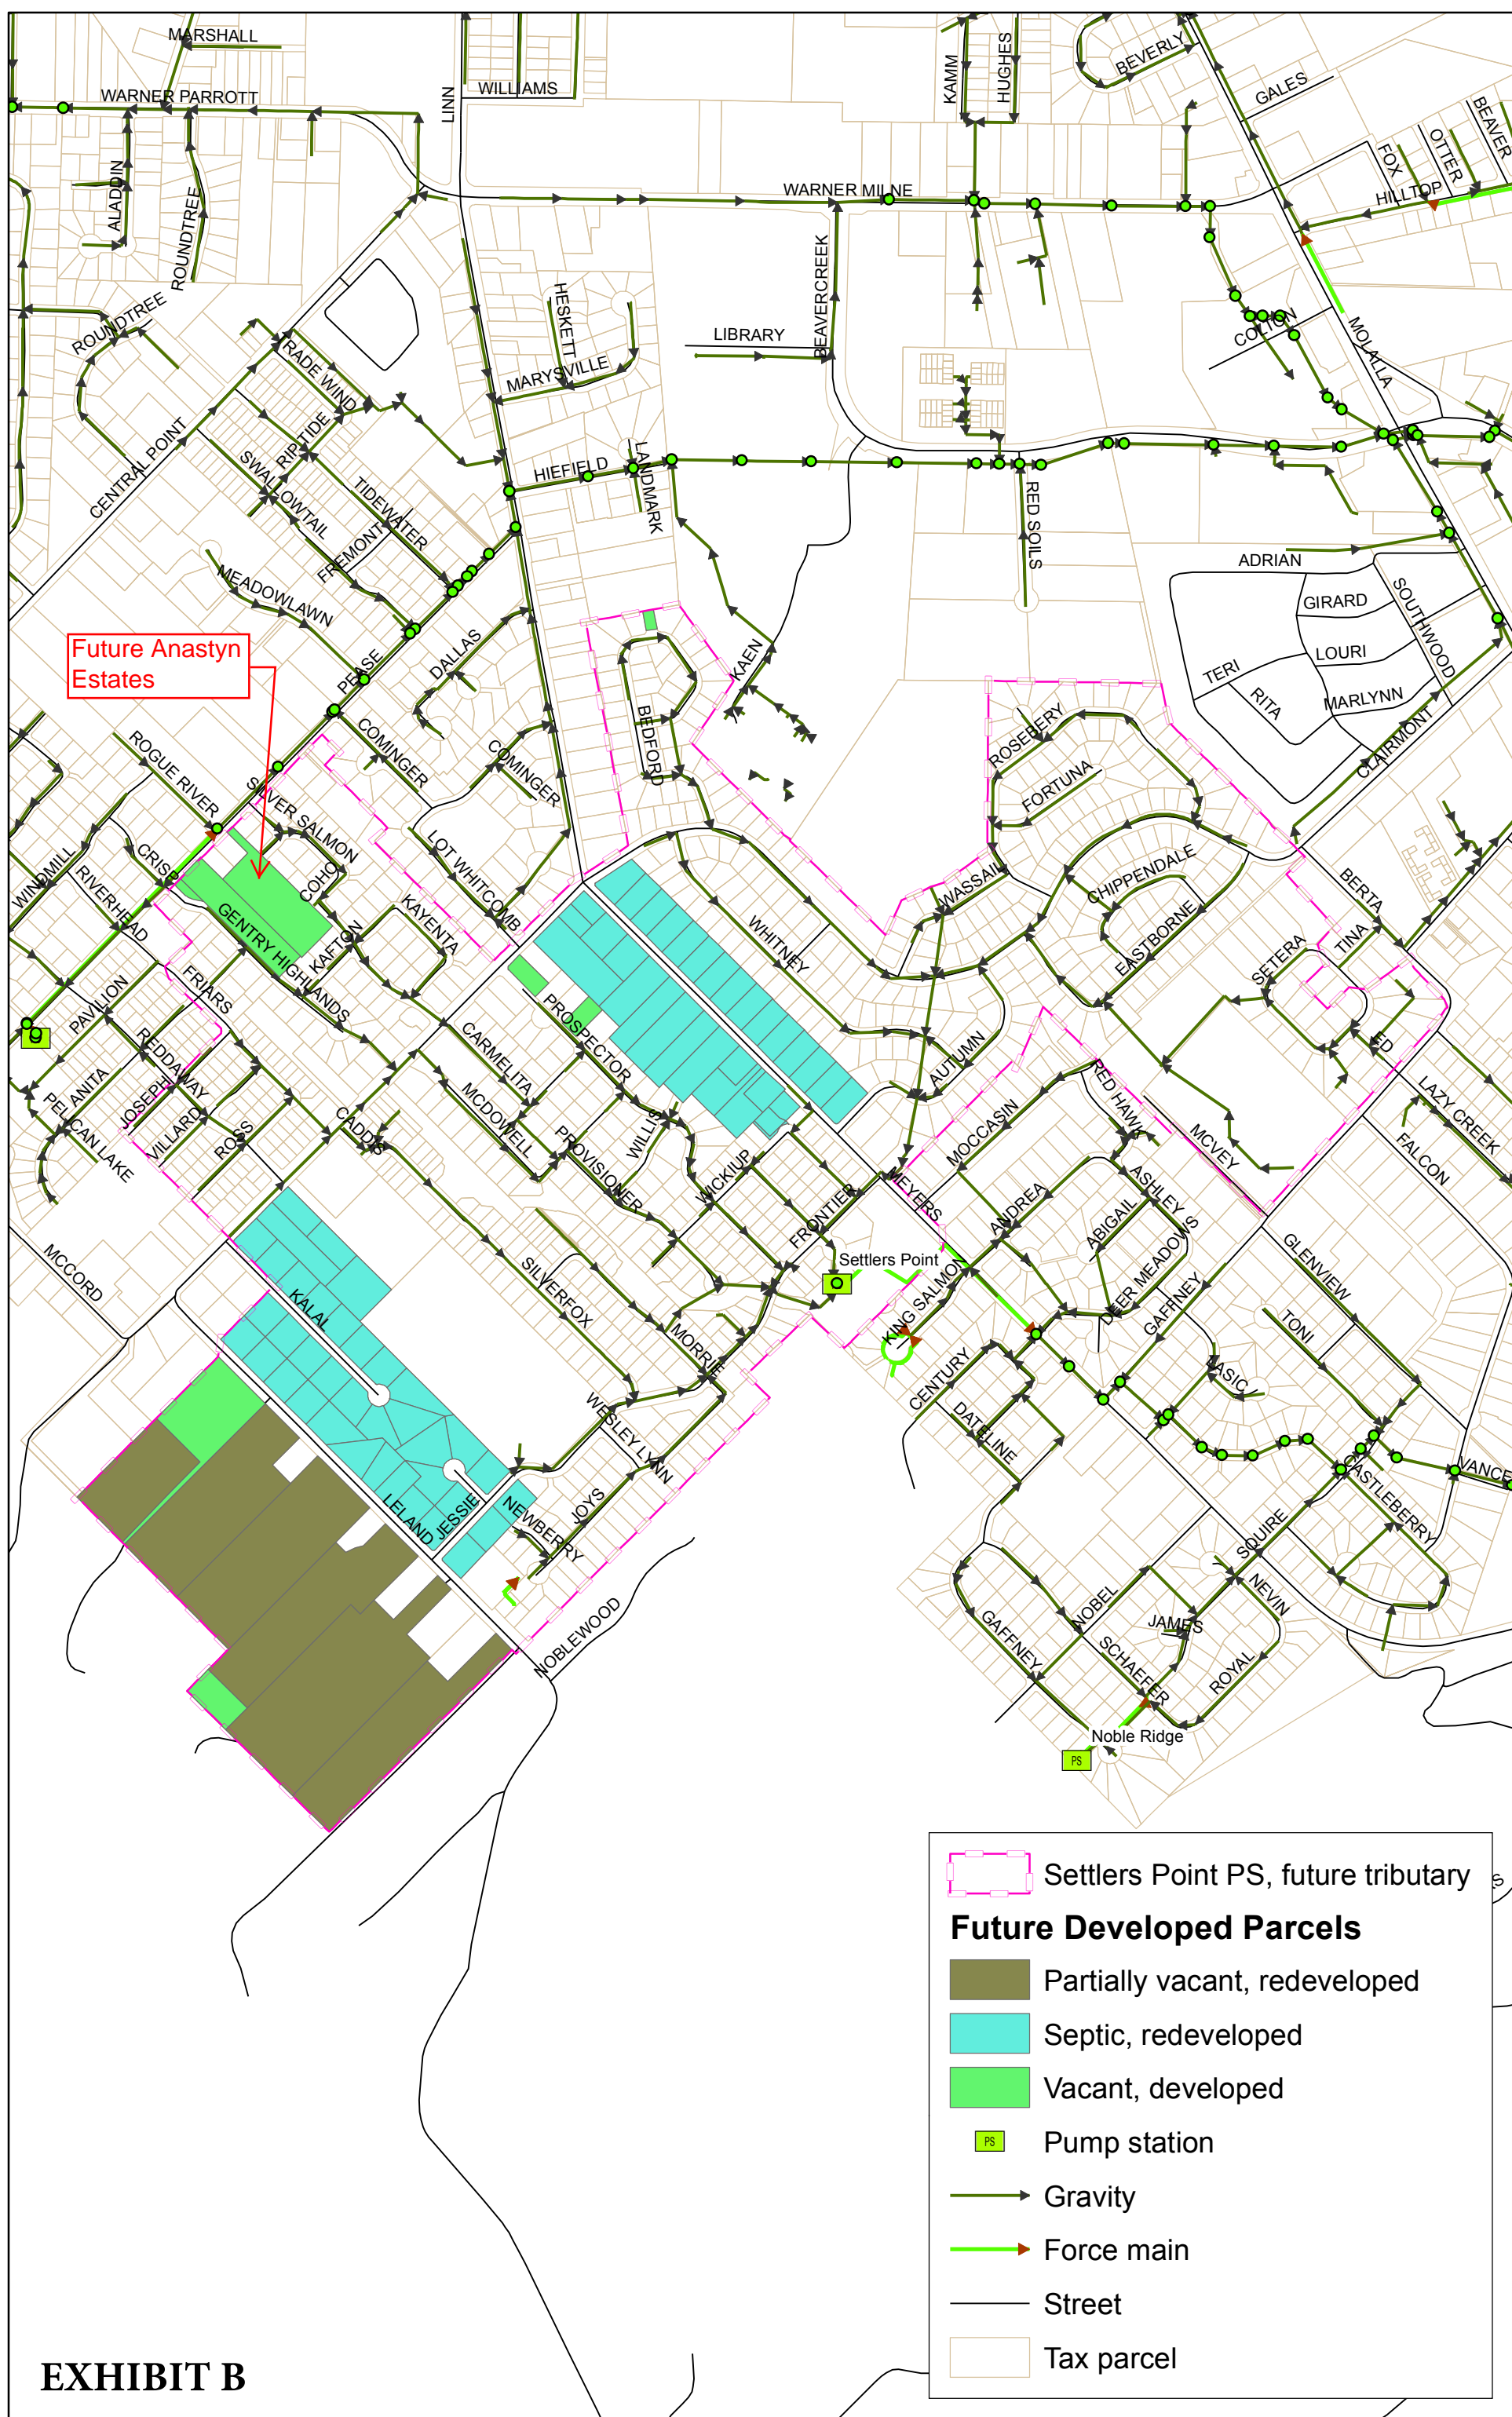 MARSHALL
WARNER PARROTT
LINN
WILLIAMS
KAMM
HUGHES
BEVERLY
GALES
FOX
OTTER
BEAVER
HILLTOP
ALADDIN
ROUNDTREE
WARNER MILNE
BEAVERCREEK
ROUNDTREE
HESKETT
MARYSVILLE
LIBRARY
COLTON
MOLALLA
RADE WIND
RIPTIDE
CENTRAL POINT
SWALLOWTAIL
TIDEWATER
FREMONT
HIEFIELD
LANDMARK
RED SOILS
ADRIAN
GIRARD
SOUTHWOOD
LOURI
TERI
RITA
MARLYNN
CLAIRMONT
MEADOWLAWN
Future Anastyn
Estates
PEASE
DALLAS
KAEN
BEDFORD
ROSEBERY
FORTUNA
ROGUE RIVER
SILVER SALMON
COMINGER
COMINGER
LOT WHITCOMB
WINDMILL
CRISP
RIVERHEAD
COHO
KAYENTA
KAFTON
GENTRY HIGHLANDS
WHITNEY
WASSAIL
CHIPPENDALE
EASTBORNE
BERTA
TINA
SETERA
ED
FRIARS
PAVILION
REDDAWAY
ANITA
PELICAN LAKE
JOSEPH
VILLARD
ROSS
CADDIS
CARMELITA
MCDOWELL
PROSPECTOR
PROVISIONER
WILLIS
WICKIUP
FRONTIER
AUTUMN
MOCCASIN
RED HAWK
MCVEY
LAZY CREEK
FALCON
MEYERS
ANDREA
ASHLEY S
ABIGAIL
DEER MEADOWS
GAFFNEY
GLENVIEW
TONI
MCCORD
KALAL
SILVERFOX
MORRIE
Settlers Point
KING SALMON
CENTURY
DATELINE
VANCE
CASTLEBERRY
WESLEY LYNN
LELAND
JESSIE
NEWBERRY
JOYS
NOBLEWOOD
SQUIRE
NEVIN
NOBEL
JAMES
GAFFNEY
SCHAEFER
ROYAL
Noble Ridge
PS
Settlers Point PS, future tributary
Future Developed Parcels
Partially vacant, redeveloped
Septic, redeveloped
Vacant, developed
PS
Pump station
Gravity
Force main
Street
Tax parcel
EXHIBIT B